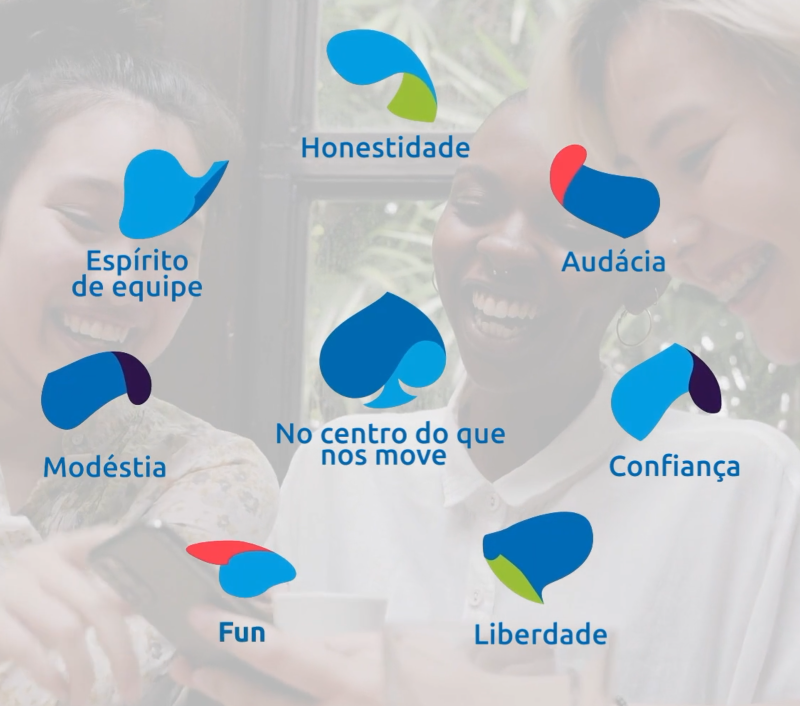 Honestidade
Espírito
de equipe
Audácia
No centro do que
nos move
Modéstia
Confiança
Fun
Liberdade